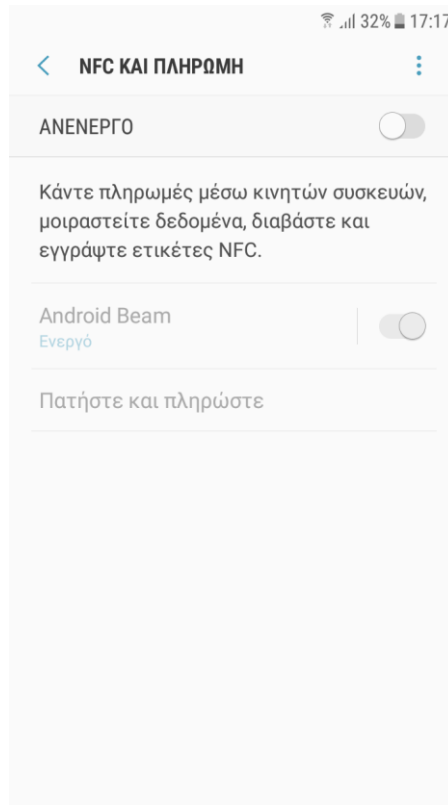 32% 17:17
NFC ΚΑΙ ΠΛΗΡΩΜΗ
ΑΝΕΝΕΡΓΟ
Κάντε πληρωμές μέσω κινητών συσκευών,
μοιραστείτε δεδομένα, διαβάστε και
εγγράψτε ετικέτες NFC.
Android Beam
Ενεργό
Πατήστε και πληρώστε